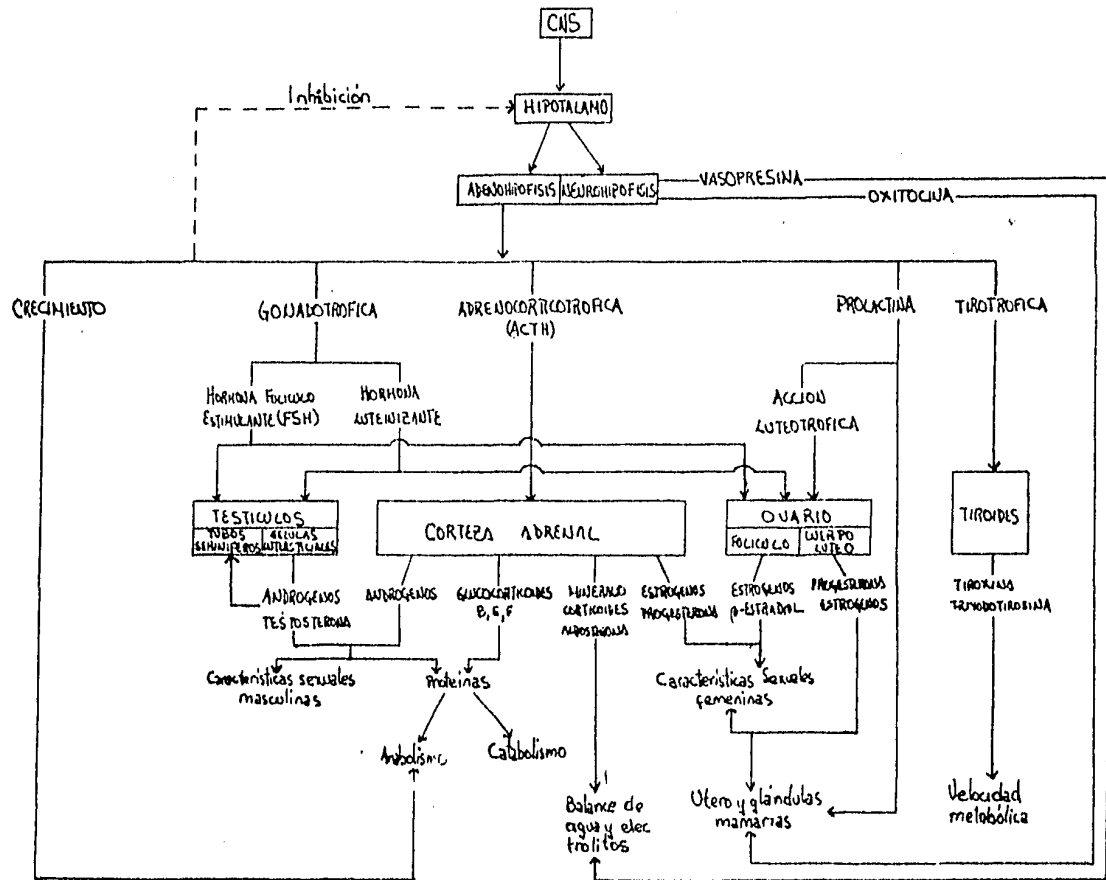 CNS
Inhibición
HIPOTALAMO
ADENOHIPOFISIS NEUROHIPOFISIS
VASOPRESINA
OXITOCINA
CRECIMIENTO
GONADOTROFICA
ADRENOCORTICOTROFICA
(ACTH)
PROLACTINA
TIROTROFICA
HORMONA FOLICULO
ESTIMULANTE (FSH)
HORMONA
LUTEINIZANTE
ACCION
LUTEOTROFICA
TESTICULOS
TUBOS
SEMINIFEROS
CELULAS
INTERSTICIALES
CORTEZA ADRENAL
OVARIO
FOLICULO
CUERPO
LUTEO
TIROIDES
ANDROGENOS
TESTOSTERONA
ANDROGENOS
GLUCOCORTICOIDES
B, E, F
MINERALO
CORTICOIDES
ALDOSTERONA
ESTROGENOS
PROGESTERONA
ESTROGENOS
β-ESTRADIOL
PROGESTERONA
ESTROGENOS
TIROXINA
Características sexuales
masculinas
Proteinas
Características Sexuales
femeninas
Anabolismo
Catabolismo
Balance de
agua y elec
trolitos
Utero y glándulas
mamarias
Velocidad
metabólica